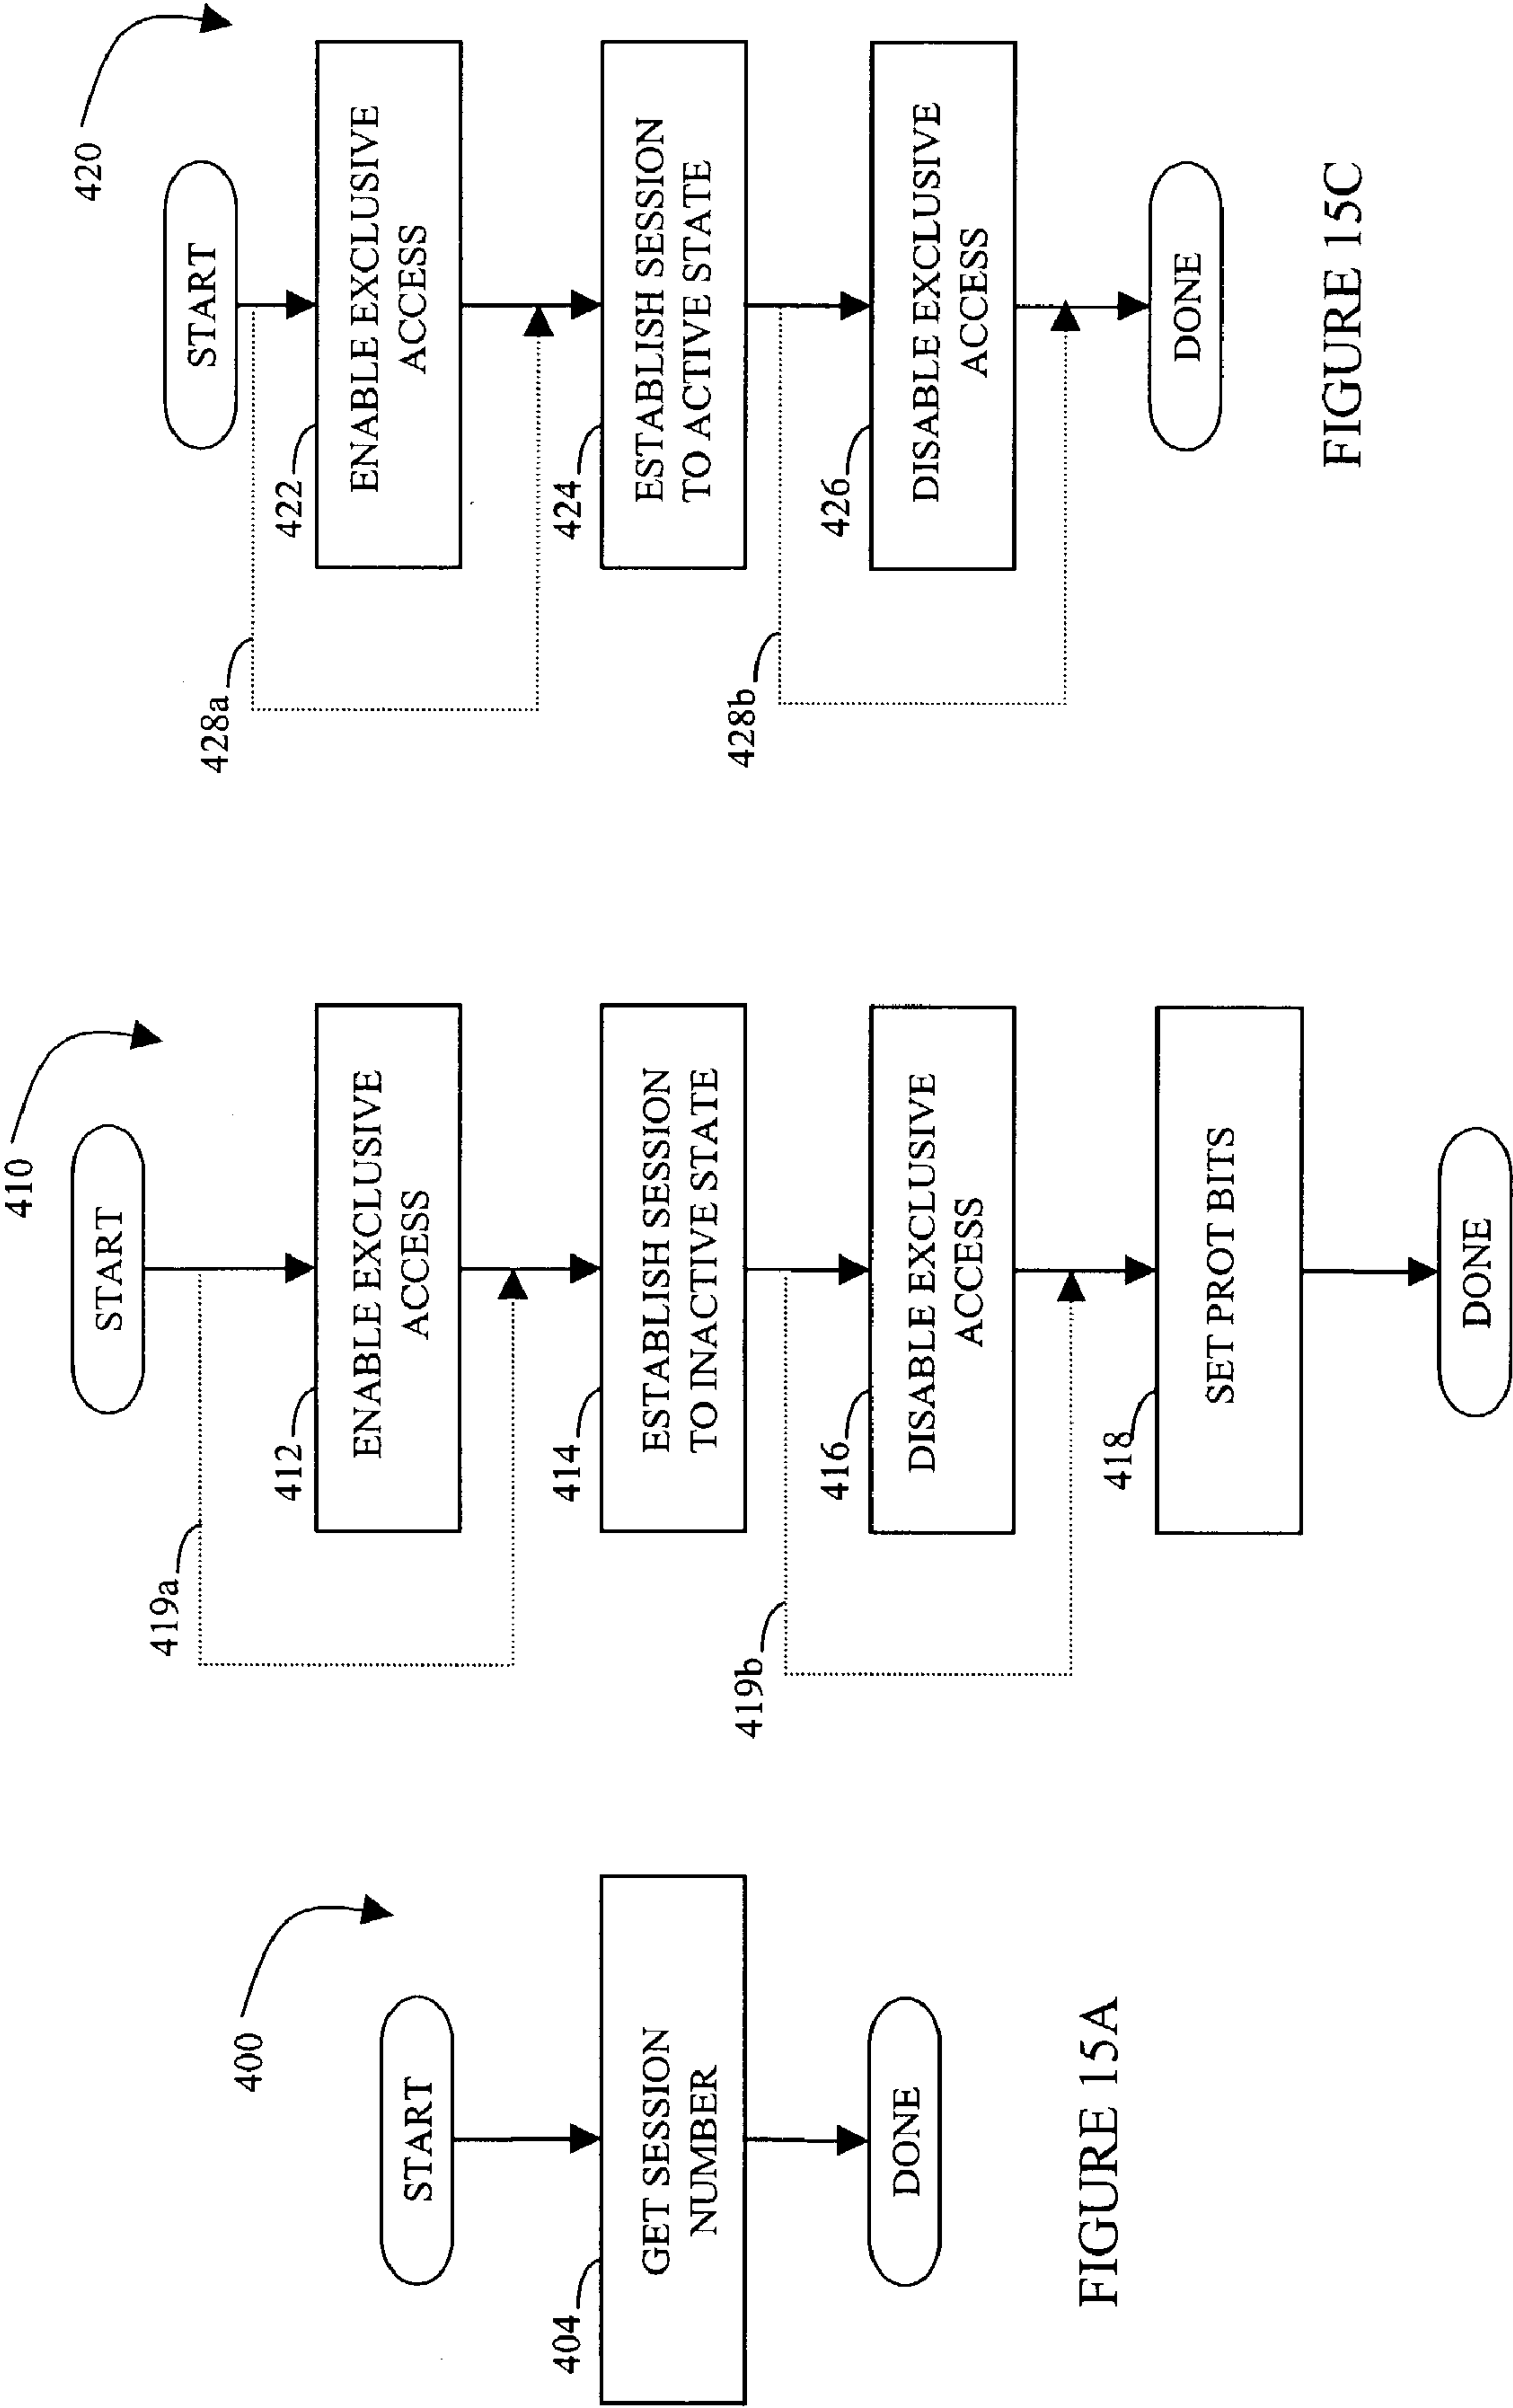 400
START
404
GET SESSION
NUMBER
DONE
FIGURE 15A
410
START
419a
412
ENABLE EXCLUSIVE
ACCESS
414
ESTABLISH SESSION
TO INACTIVE STATE
419b
416
DISABLE EXCLUSIVE
ACCESS
418
SET PROT BITS
DONE
420
START
428a
422
ENABLE EXCLUSIVE
ACCESS
424
ESTABLISH SESSION
TO ACTIVE STATE
428b
426
DISABLE EXCLUSIVE
ACCESS
DONE
FIGURE 15C